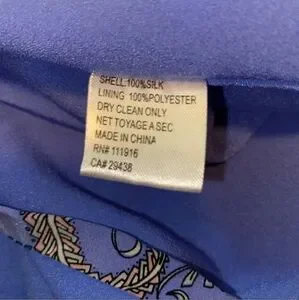 SHELL:100%SILK
LINING 100%POLYESTER
DRY CLEAN ONLY
NET TOYAGE A SEC
MADE IN CHINA
RN# 111916
CA# 29438